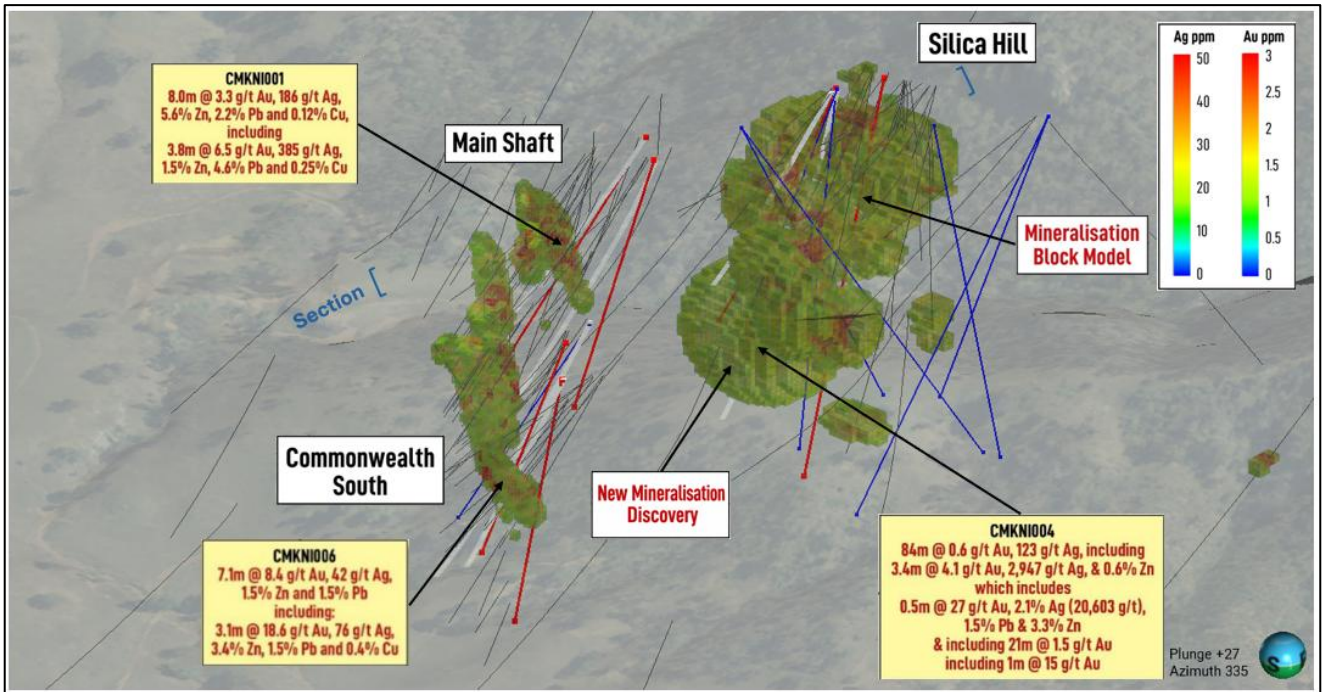 Silica Hill
CMKNI001
8.0m @ 3.3 g/t Au, 186 g/t Ag,
5.6% Zn, 2.2% Pb and 0.12% Cu,
including
3.8m @ 6.5 g/t Au, 385 g/t Ag,
1.5% Zn, 4.6% Pb and 0.25% Cu
Main Shaft
Ag ppm
50
40
30
20
10
0
Au ppm
3
2.5
2
1.5
1
0.5
0
Mineralisation
Block Model
Section
Commonwealth
South
New Mineralisation
Discovery
CMKNI006
7.1m @ 8.4 g/t Au, 42 g/t Ag,
1.5% Zn and 1.5% Pb
including:
3.1m @ 18.6 g/t Au, 76 g/t Ag,
3.4% Zn, 1.5% Pb and 0.4% Cu
CMKNI004
84m @ 0.6 g/t Au, 123 g/t Ag, including
3.4m @ 4.1 g/t Au, 2,947 g/t Ag, & 0.6% Zn
which includes
0.5m @ 27 g/t Au, 2.1% Ag (20,603 g/t),
1.5% Pb & 3.3% Zn
& including 21m @ 1.5 g/t Au
including 1m @ 15 g/t Au
Plunge +27
Azimuth 335
S